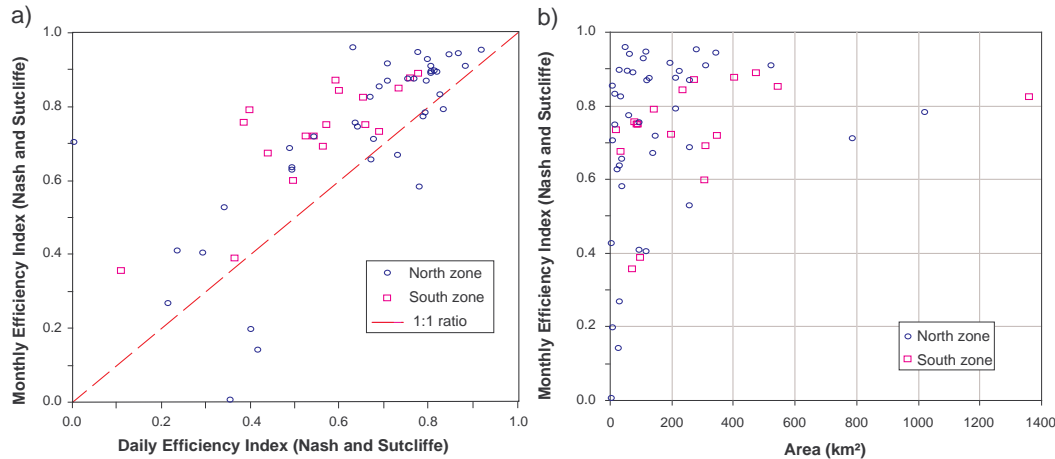 a)
Monthly Efficiency Index (Nash and Sutcliffe)
1.0
0.8
0.6
0.4
0.2
0.0
0.0
0.2
0.4
0.6
0.8
1.0
Daily Efficiency Index (Nash and Sutcliffe)
North zone
South zone
1:1 ratio
b)
Monthly Efficiency Index (Nash and Sutcliffe)
1.0
0.8
0.6
0.4
0.2
0.0
0
200
400
600
800
1000
1200
1400
Area (km²)
North zone
South zone